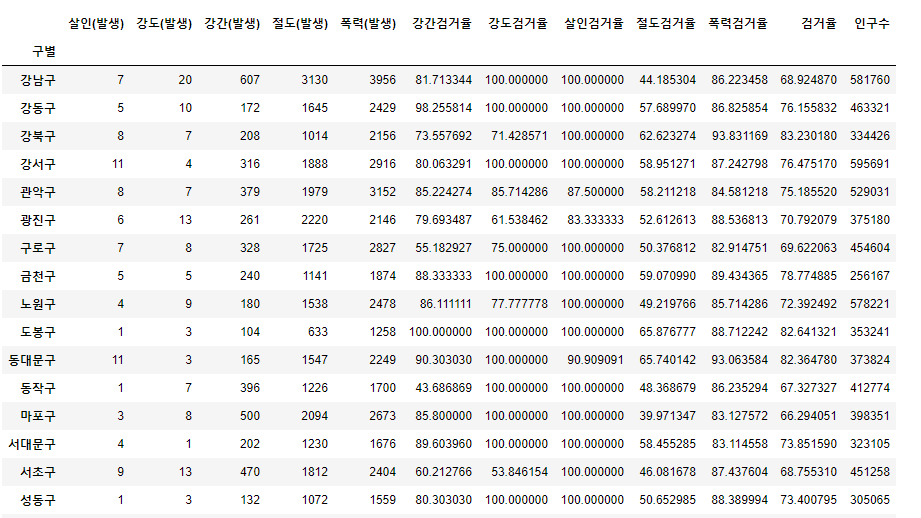 살인(발생) 강도(발생) 강간(발생) 절도(발생) 폭력(발생) 강간검거율 강도검거율 살인검거율 절도검거율 폭력검거율 검거율 인구수
구별
강남구 7 20 607 3130 3956 81.713344 100.000000 100.000000 44.185304 86.223458 68.924870 581760
강동구 5 10 172 1645 2429 98.255814 100.000000 100.000000 57.689970 86.825854 76.155832 463321
강북구 8 7 208 1014 2156 73.557692 71.428571 100.000000 62.623274 93.831169 83.230180 334426
강서구 11 4 316 1888 2916 80.063291 100.000000 100.000000 58.951271 87.242798 76.475170 595691
관악구 8 7 379 1979 3152 85.224274 85.714286 87.500000 58.211218 84.581218 75.185520 529031
광진구 6 13 261 2220 2146 79.693487 61.538462 83.333333 52.612613 88.536813 70.792079 375180
구로구 7 8 328 1725 2827 55.182927 75.000000 100.000000 50.376812 82.914751 69.622063 454604
금천구 5 5 240 1141 1874 88.333333 100.000000 100.000000 59.070990 89.434365 78.774885 256167
노원구 4 9 180 1538 2478 86.111111 77.777778 100.000000 49.219766 85.714286 72.392492 578221
도봉구 1 3 104 633 1258 100.000000 100.000000 100.000000 65.876777 88.712242 82.641321 353241
동대문구 11 3 165 1547 2249 90.303030 100.000000 90.909091 65.740142 93.063584 82.364780 373824
동작구 1 7 396 1226 1700 43.686869 100.000000 100.000000 48.368679 86.235294 67.327327 412774
마포구 3 8 500 2094 2673 85.800000 100.000000 100.000000 39.971347 83.127572 66.294051 398351
서대문구 4 1 202 1230 1676 89.603960 100.000000 100.000000 58.455285 83.114558 73.851590 323105
서초구 9 13 470 1812 2404 60.212766 53.846154 100.000000 46.081678 87.437604 68.755310 451258
성동구 1 3 132 1072 1559 80.303030 100.000000 100.000000 50.652985 88.389994 73.400795 305065